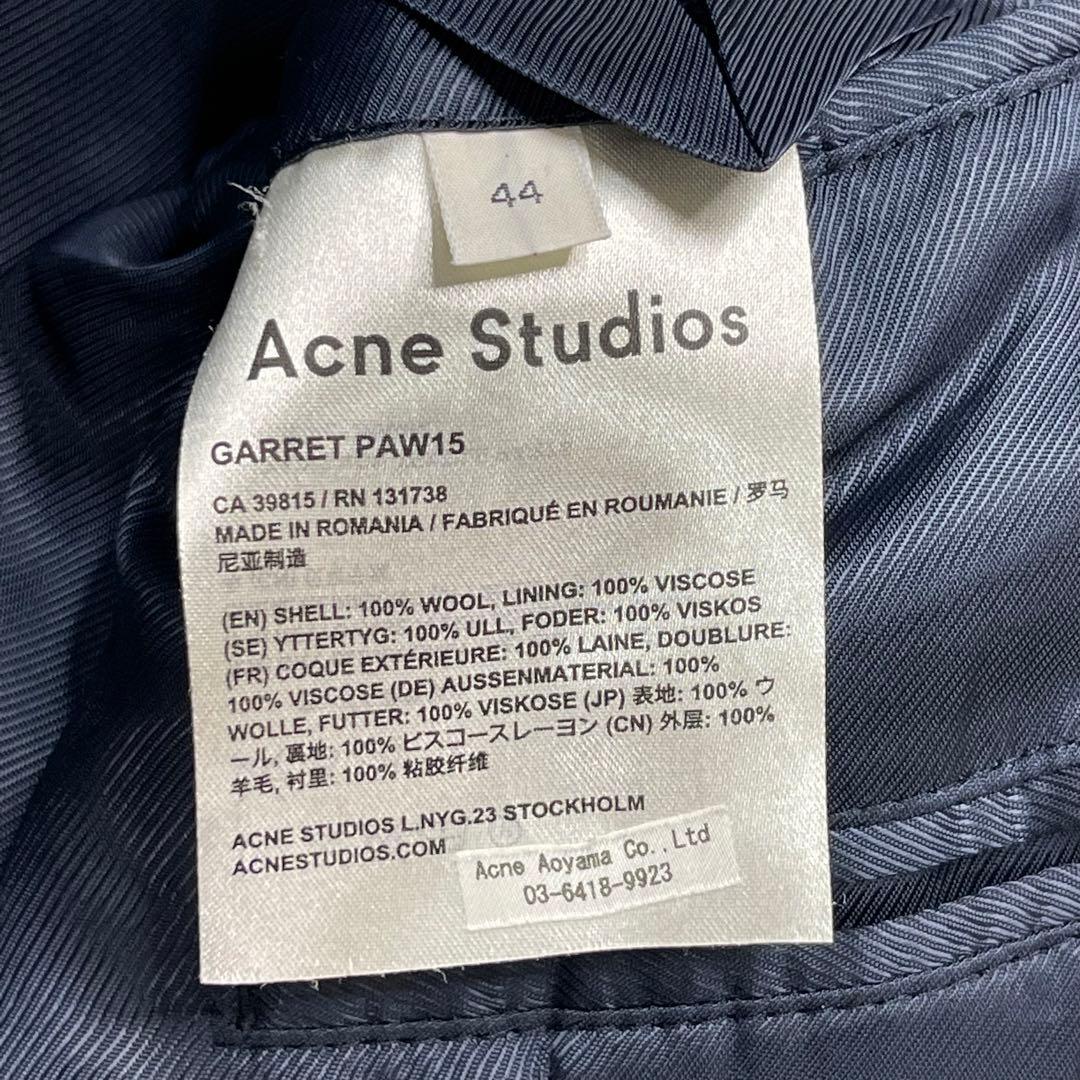 44
Acne Studios
GARRET PAW15
CA 39815 / RN 131738
MADE IN ROMANIA / FABRIQUÉ EN ROUMANIE / 罗马
尼亚制造
(EN) SHELL: 100% WOOL, LINING: 100% VISCOSE
(SE) YTTERTYG: 100% ULL, FODER: 100% VISKOS
(FR) COQUE EXTÉRIEURE: 100% LAINE, DOUBLURE:
100% VISCOSE (DE) AUSSENMATERIAL: 100%
WOLLE, FUTTER: 100% VISKOSE (JP) 表地: 100% ウ
ール, 裏地: 100% ビスコースレーヨン (CN) 外层: 100%
羊毛, 衬里: 100% 粘胶纤维
ACNE STUDIOS L.NYG.23 STOCKHOLM
ACNESTUDIOS.COM
Acne Aoyama Co.,Ltd
03-6418-9923